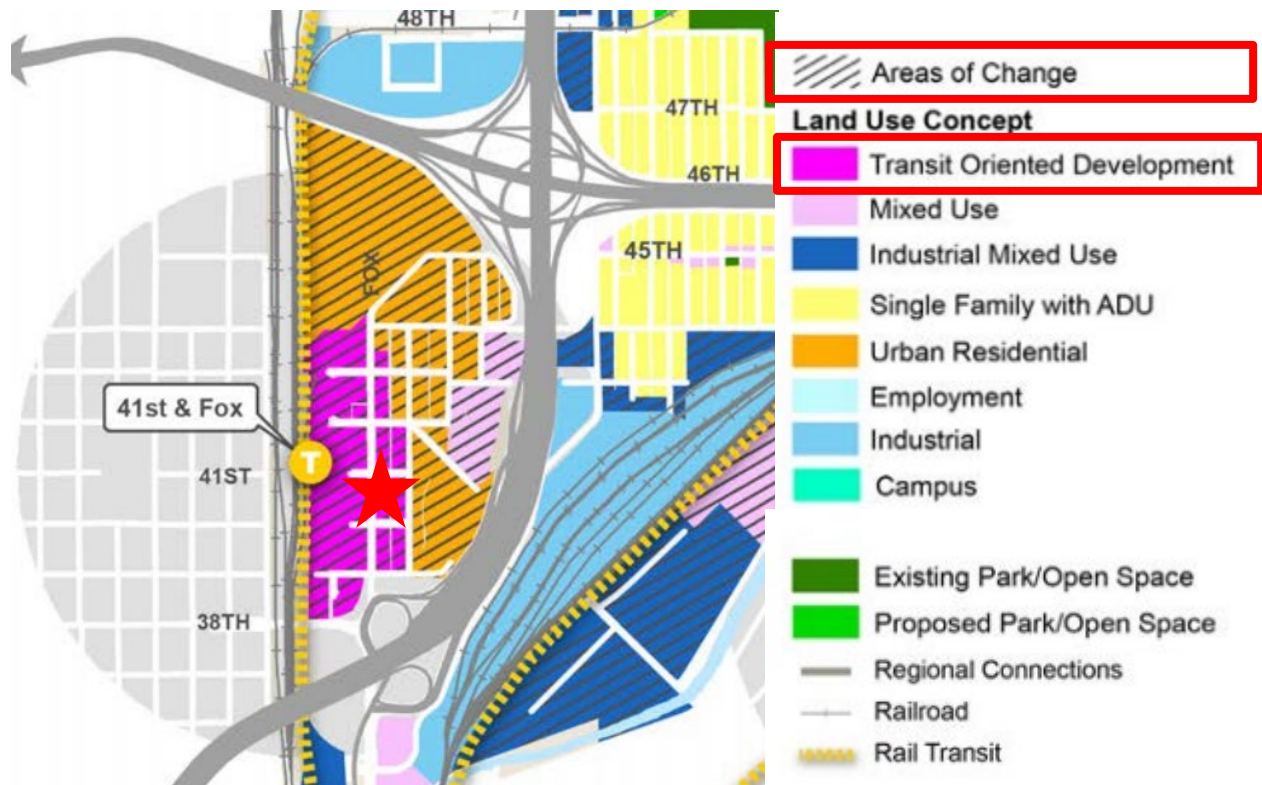 48TH
47TH
46TH
45TH
FOX
41st & Fox
T
41ST
38TH
Areas of Change
Land Use Concept
Transit Oriented Development
Mixed Use
Industrial Mixed Use
Single Family with ADU
Urban Residential
Employment
Industrial
Campus
Existing Park/Open Space
Proposed Park/Open Space
Regional Connections
Railroad
Rail Transit